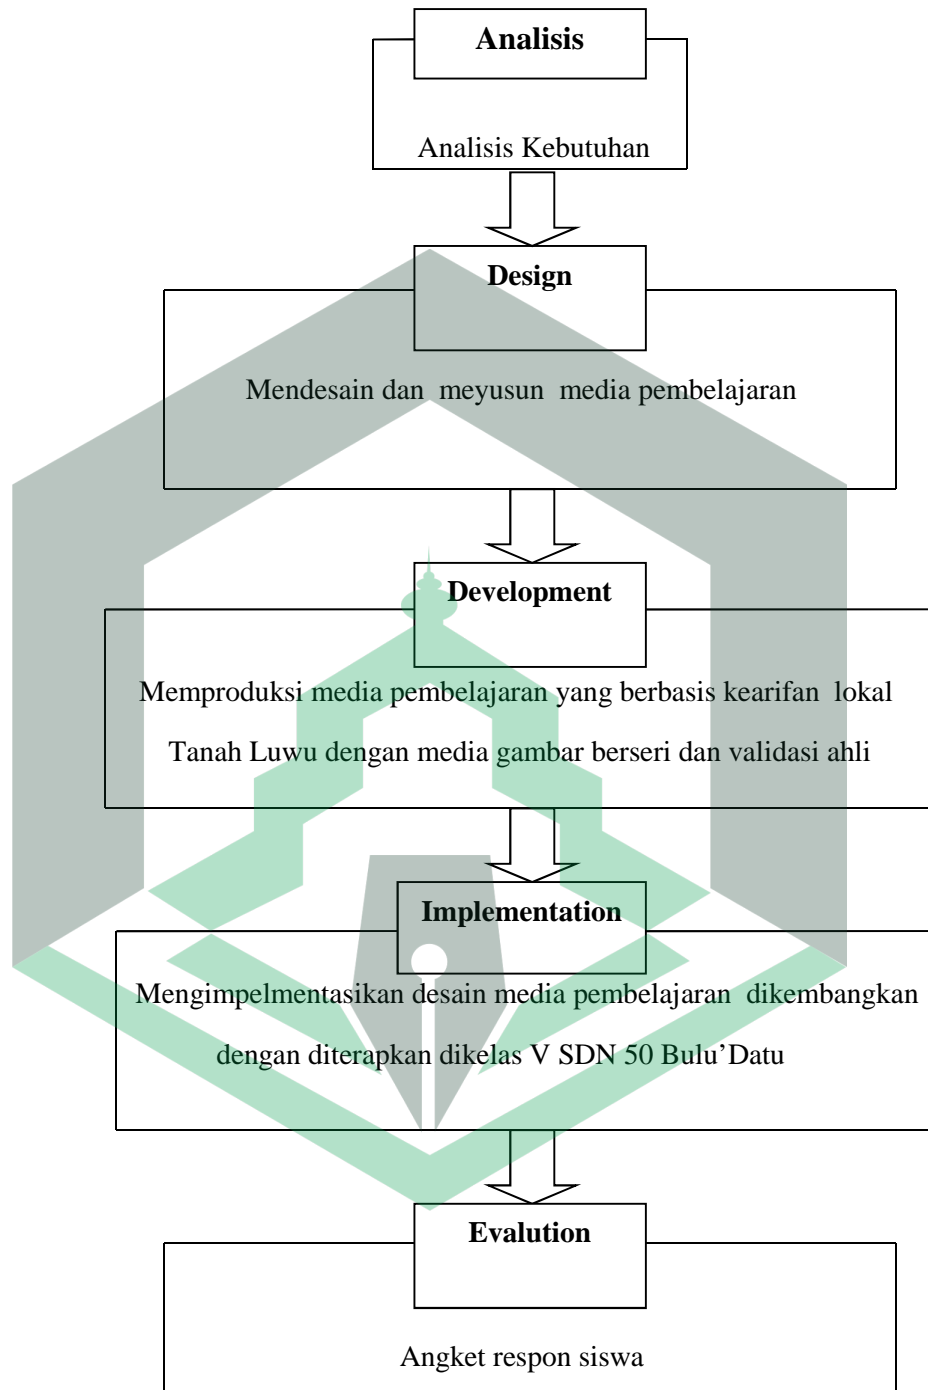 Analisis
Analisis Kebutuhan
Design
Mendesain dan meyusun media pembelajaran
Development
Memproduksi media pembelajaran yang berbasis kearifan lokal
Tanah Luwu dengan media gambar berseri dan validasi ahli
Implementation
Mengimpelmentasikan desain media pembelajaran dikembangkan
dengan diterapkan dikelas V SDN 50 Bulu’Datu
Evalution
Angket respon siswa